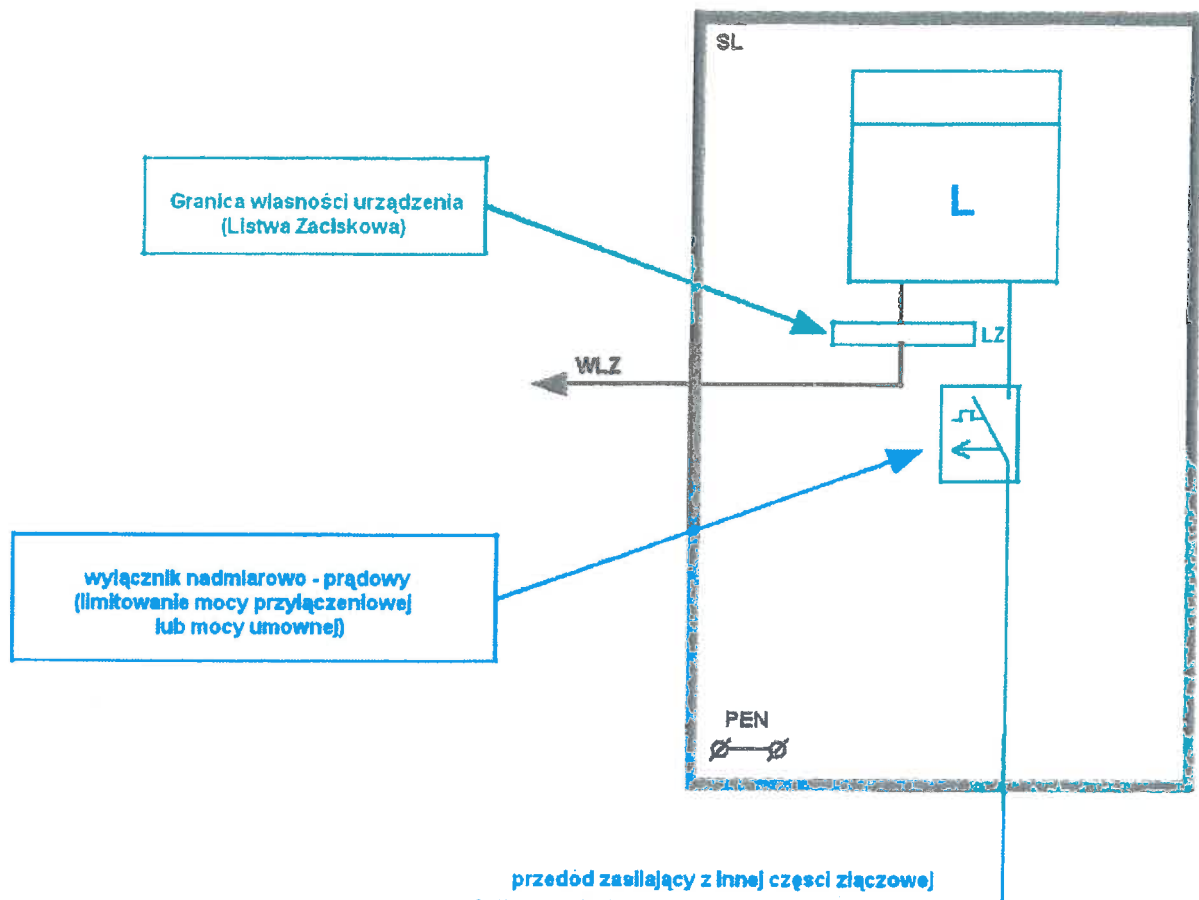 SL
L
Granica własności urządzenia
(Listwa Zaciskowa)
LZ
WLZ
wyłącznik nadmiarowo - prądowy
(limitowanie mocy przyłączeniowej
lub mocy umownej)
PEN
przedód zasilający z innej części złączowej